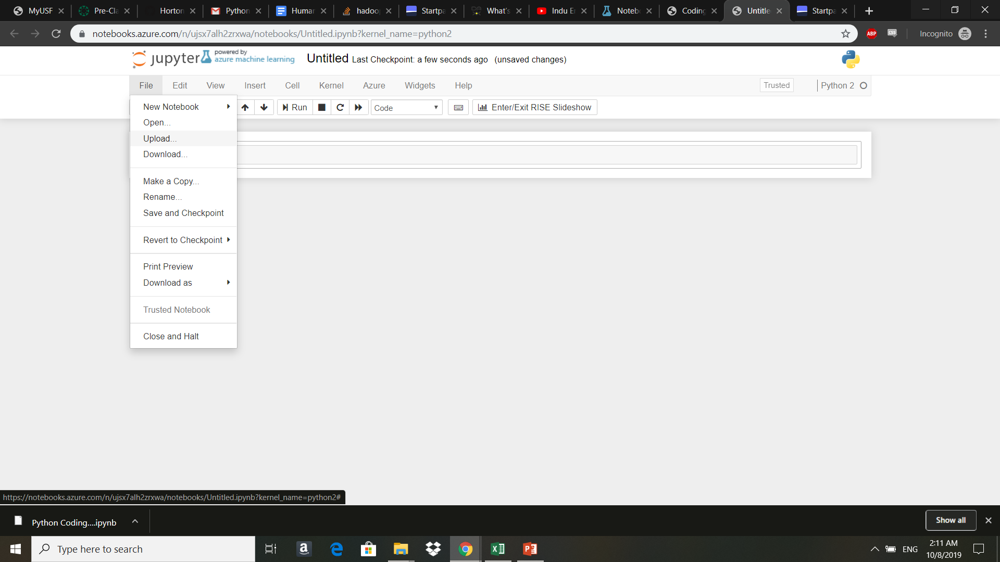 MyUSF
Pre-Cla
Horton
Python
Human
hadoop
Startpa
What's
Indu E
Notebo
Coding
Untitle
Startpa
notebooks.azure.com/n/ujsx7alh2zrxwa/notebooks/Untitled.ipynb?kernel_name=python2
ABP
CSS
Incognito
jupyter powered by
azure machine learning
Untitled Last Checkpoint: a few seconds ago (unsaved changes)
File Edit View Insert Cell Kernel Azure Widgets Help
Trusted
Python 2
Run
Code
Enter/Exit RISE Slideshow
New Notebook
Open...
Upload...
Download...
Make a Copy...
Rename...
Save and Checkpoint
Revert to Checkpoint
Print Preview
Download as
Trusted Notebook
Close and Halt
https://notebooks.azure.com/n/ujsx7alh2zrxwa/notebooks/Untitled.ipynb?kernel_name=python2#
Python Coding....ipynb
Show all
Type here to search
ENG
2:11 AM
10/8/2019